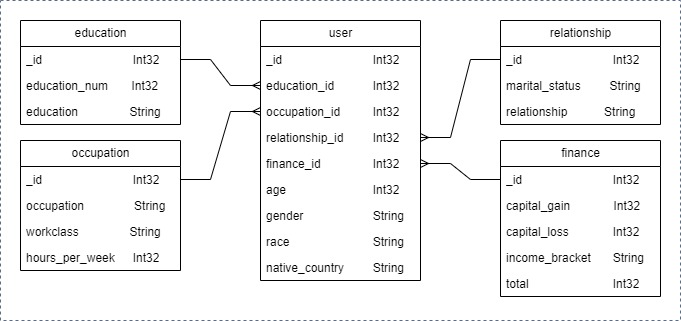 education
_id Int32
education_num Int32
education String
occupation
_id Int32
occupation String
workclass String
hours_per_week Int32
user
_id Int32
education_id Int32
occupation_id Int32
relationship_id Int32
finance_id Int32
age Int32
gender String
race String
native_country String
relationship
_id Int32
marital_status String
relationship String
finance
_id Int32
capital_gain Int32
capital_loss Int32
income_bracket String
total Int32